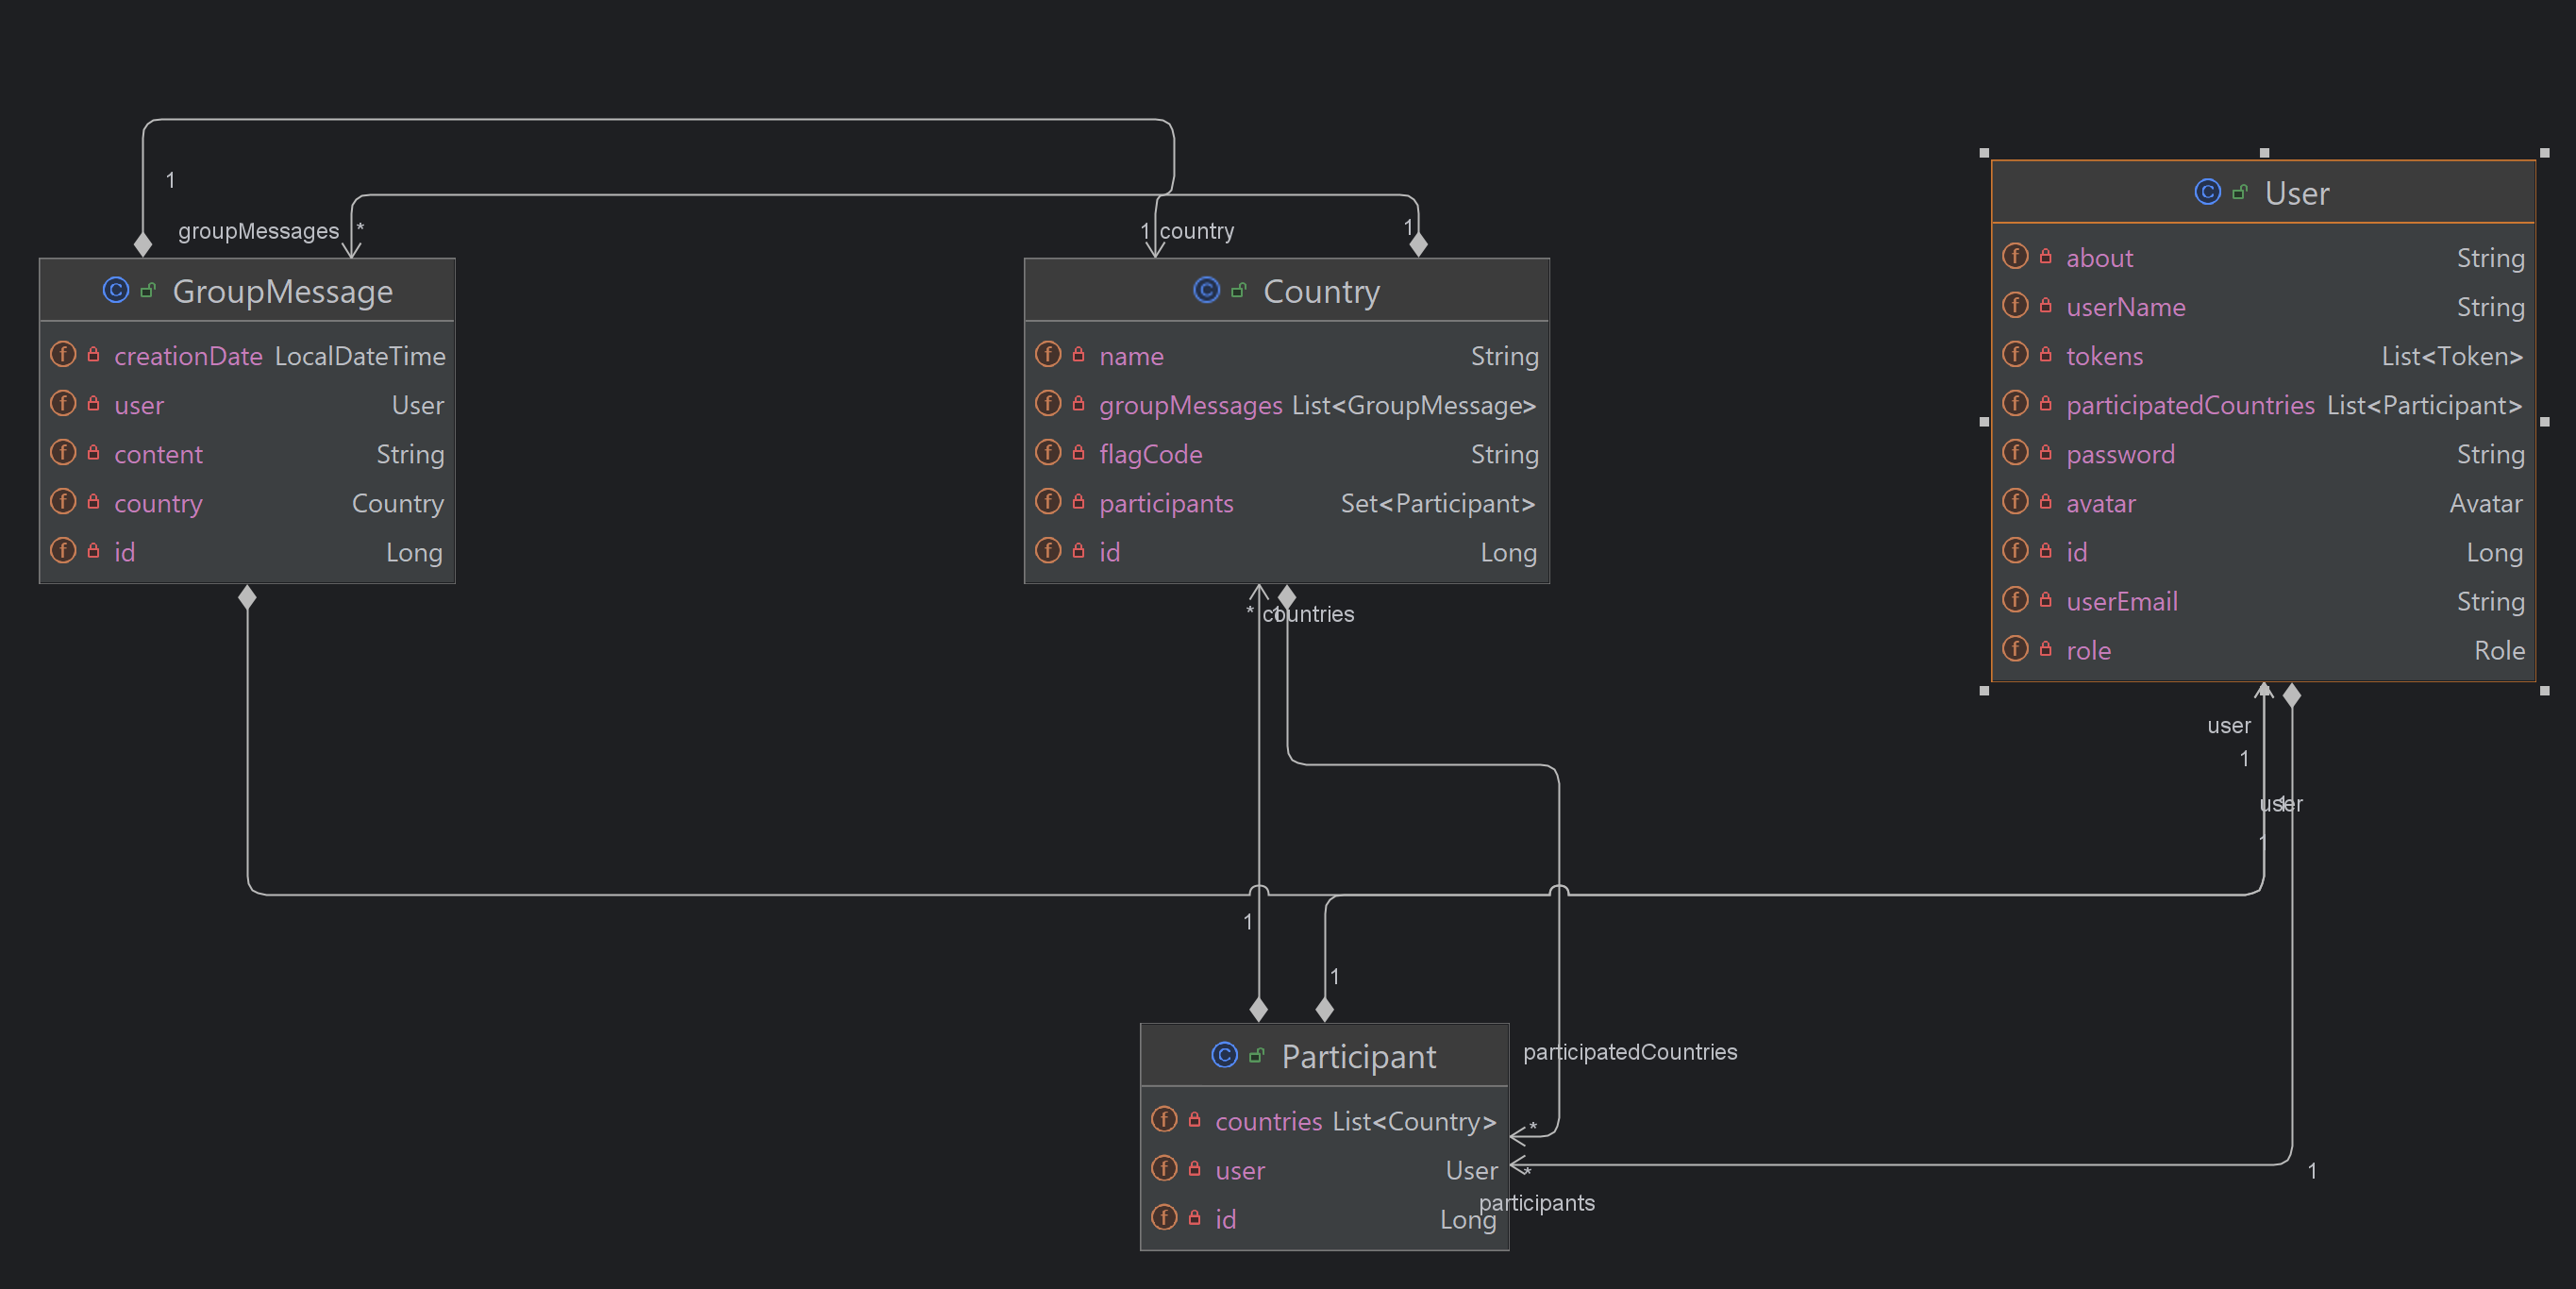 1
groupMessages *
1 country
1
GroupMessage
creationDate LocalDateTime
user User
content String
country Country
id Long
Country
name String
groupMessages List<GroupMessage>
flagCode String
participants Set<Participant>
id Long
User
about String
userName String
tokens List<Token>
participatedCountries List<Participant>
password String
avatar Avatar
id Long
userEmail String
role Role
* countries
1
user
1
user
1
1
1
1
participatedCountries
*
*
1
participants
Participant
countries List<Country>
user User
id Long